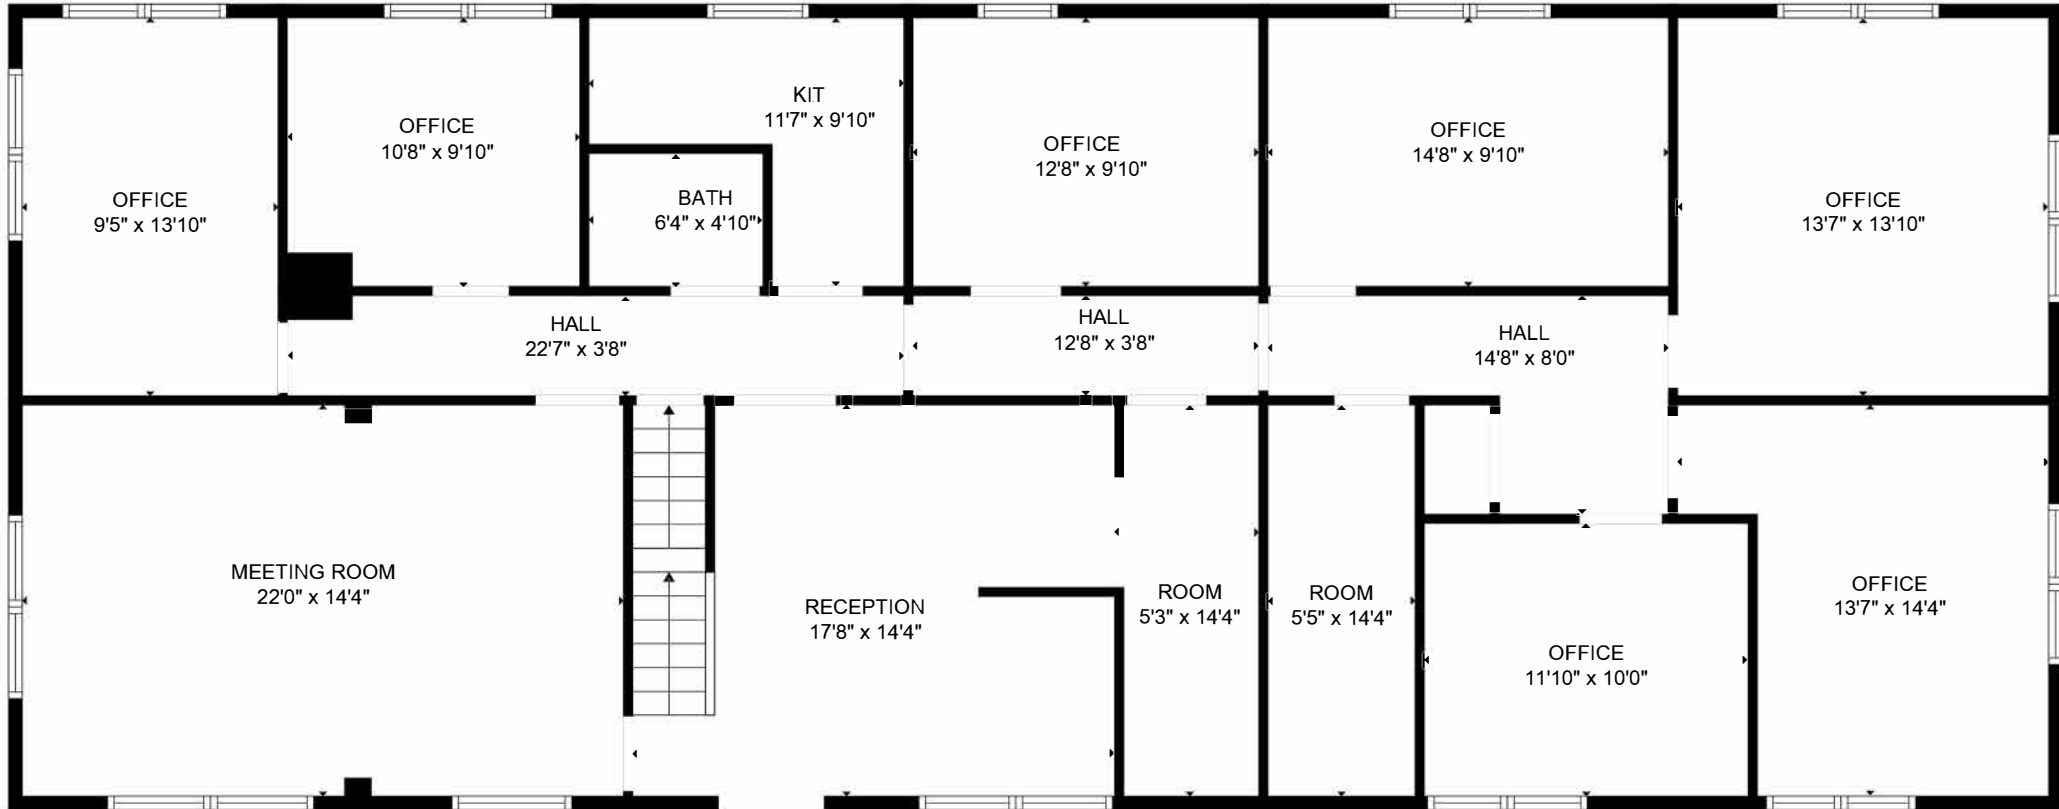 OFFICE
9'5" x 13'10"
OFFICE
10'8" x 9'10"
KIT
11'7" x 9'10"
BATH
6'4" x 4'10"
OFFICE
12'8" x 9'10"
OFFICE
14'8" x 9'10"
OFFICE
13'7" x 13'10"
HALL
22'7" x 3'8"
HALL
12'8" x 3'8"
HALL
14'8" x 8'0"
MEETING ROOM
22'0" x 14'4"
RECEPTION
17'8" x 14'4"
ROOM
5'3" x 14'4"
ROOM
5'5" x 14'4"
OFFICE
11'10" x 10'0"
OFFICE
13'7" x 14'4"